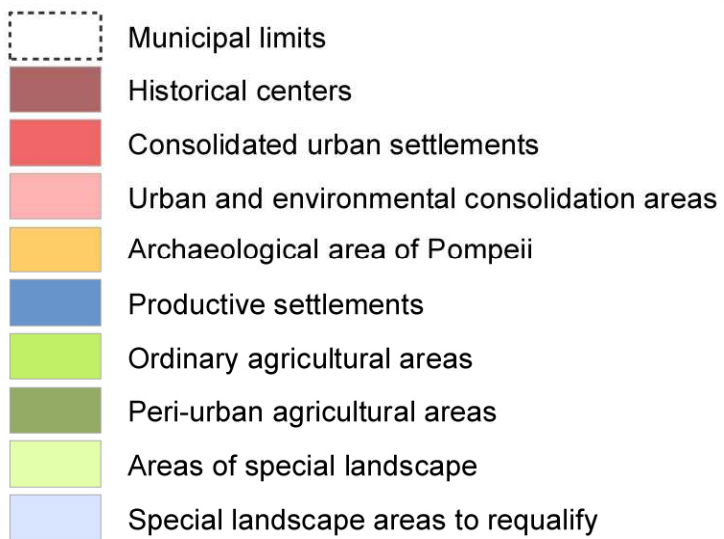 Municipal limits
Historical centers
Consolidated urban settlements
Urban and environmental consolidation areas
Archaeological area of Pompeii
Productive settlements
Ordinary agricultural areas
Peri-urban agricultural areas
Areas of special landscape
Special landscape areas to requalify